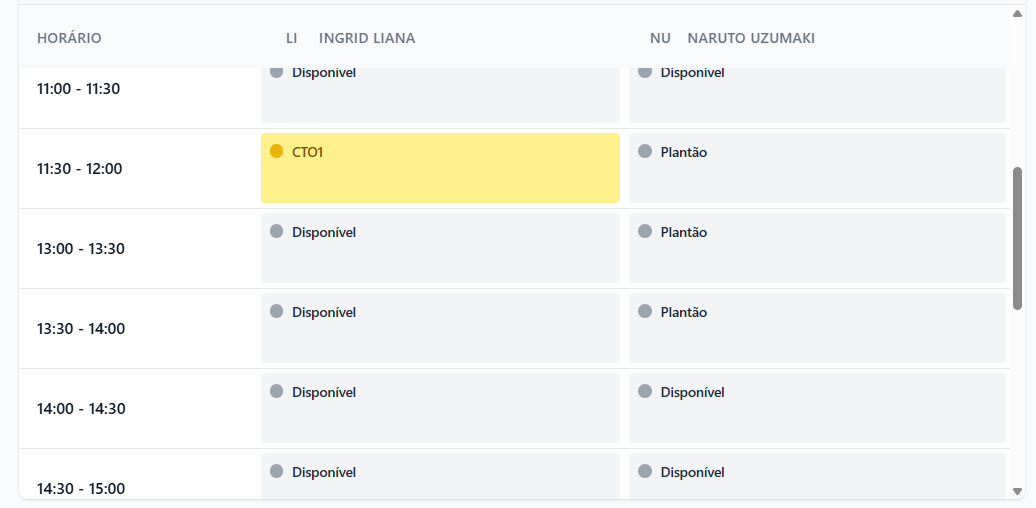 HORÁRIO LI INGRID LIANA NU NARUTO UZUMAKI
11:00 - 11:30 Disponível Disponível
11:30 - 12:00 CTO1 Plantão
13:00 - 13:30 Disponível Plantão
13:30 - 14:00 Disponível Plantão
14:00 - 14:30 Disponível Disponível
14:30 - 15:00 Disponível Disponível